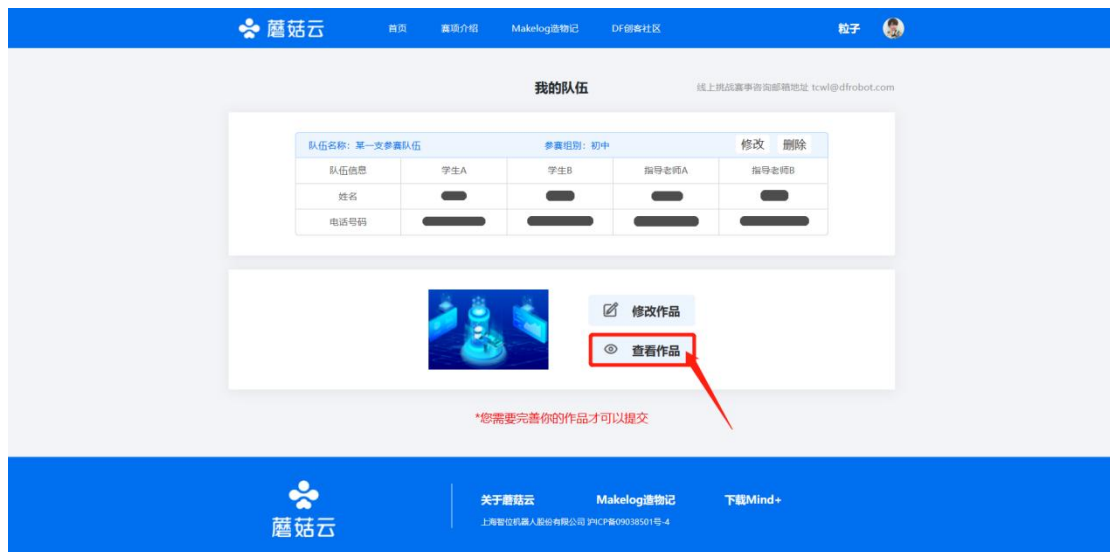 蘑菇云 首页 赛项介绍 Makelog造物记 DF创客社区 粒子
我的队伍 线上挑战赛事咨询邮箱地址 tcwl@dfrobot.com
队伍名称：某一支参赛队伍 参赛组别：初中 修改 删除
队伍信息 学生A 学生B 指导老师A 指导老师B
姓名
电话号码
修改作品
查看作品
*您需要完善你的作品才可以提交
关于蘑菇云 Makelog造物记 下载Mind+
上海智位机器人股份有限公司 沪ICP备09038501号-4
蘑菇云